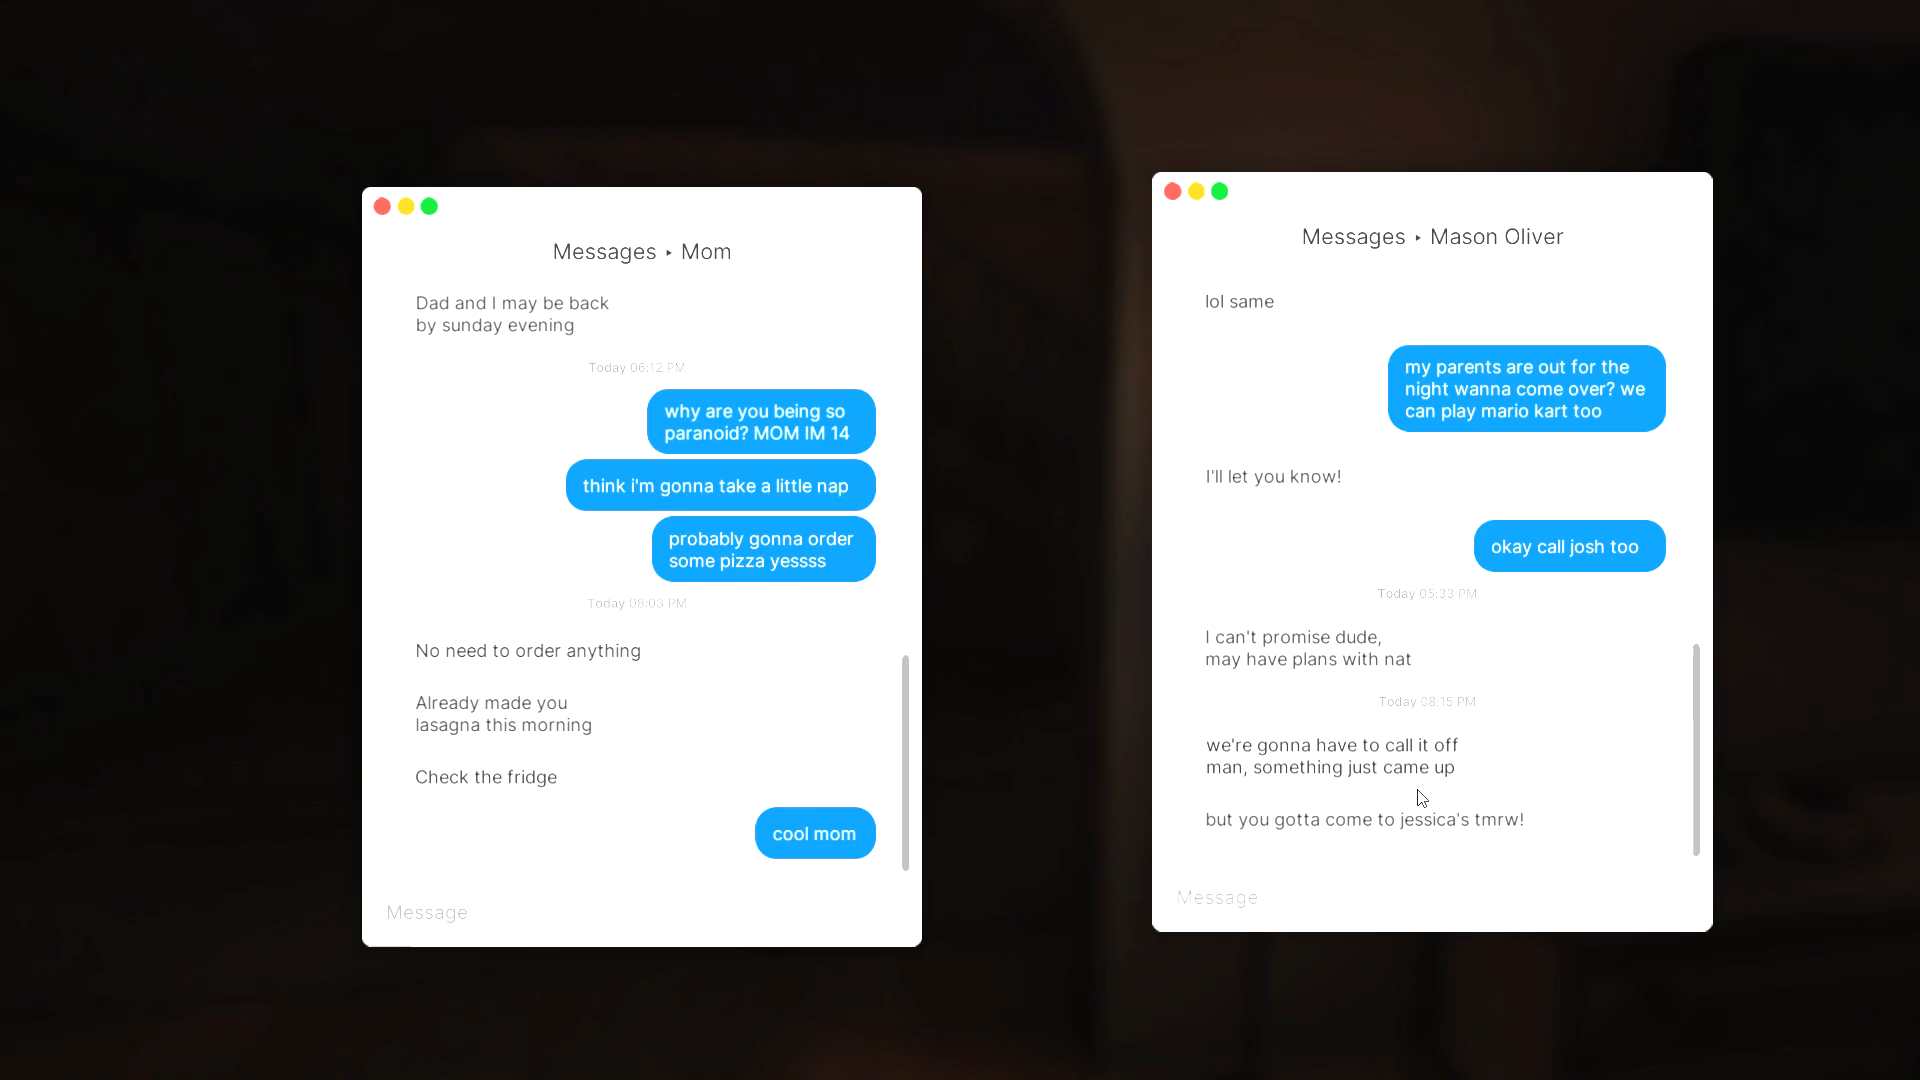 Messages ‣ Mom
Dad and I may be back
by sunday evening
Today 06:12 PM
why are you being so
paranoid? MOM IM 14
think i'm gonna take a little nap
probably gonna order
some pizza yessss
Today 08:03 PM
No need to order anything
Already made you
lasagna this morning
Check the fridge
cool mom
Message
Messages ‣ Mason Oliver
lol same
my parents are out for the
night wanna come over? we
can play mario kart too
I'll let you know!
okay call josh too
Today 05:33 PM
I can't promise dude,
may have plans with nat
Today 08:15 PM
we're gonna have to call it off
man, something just came up
but you gotta come to jessica's tmrw!
Message